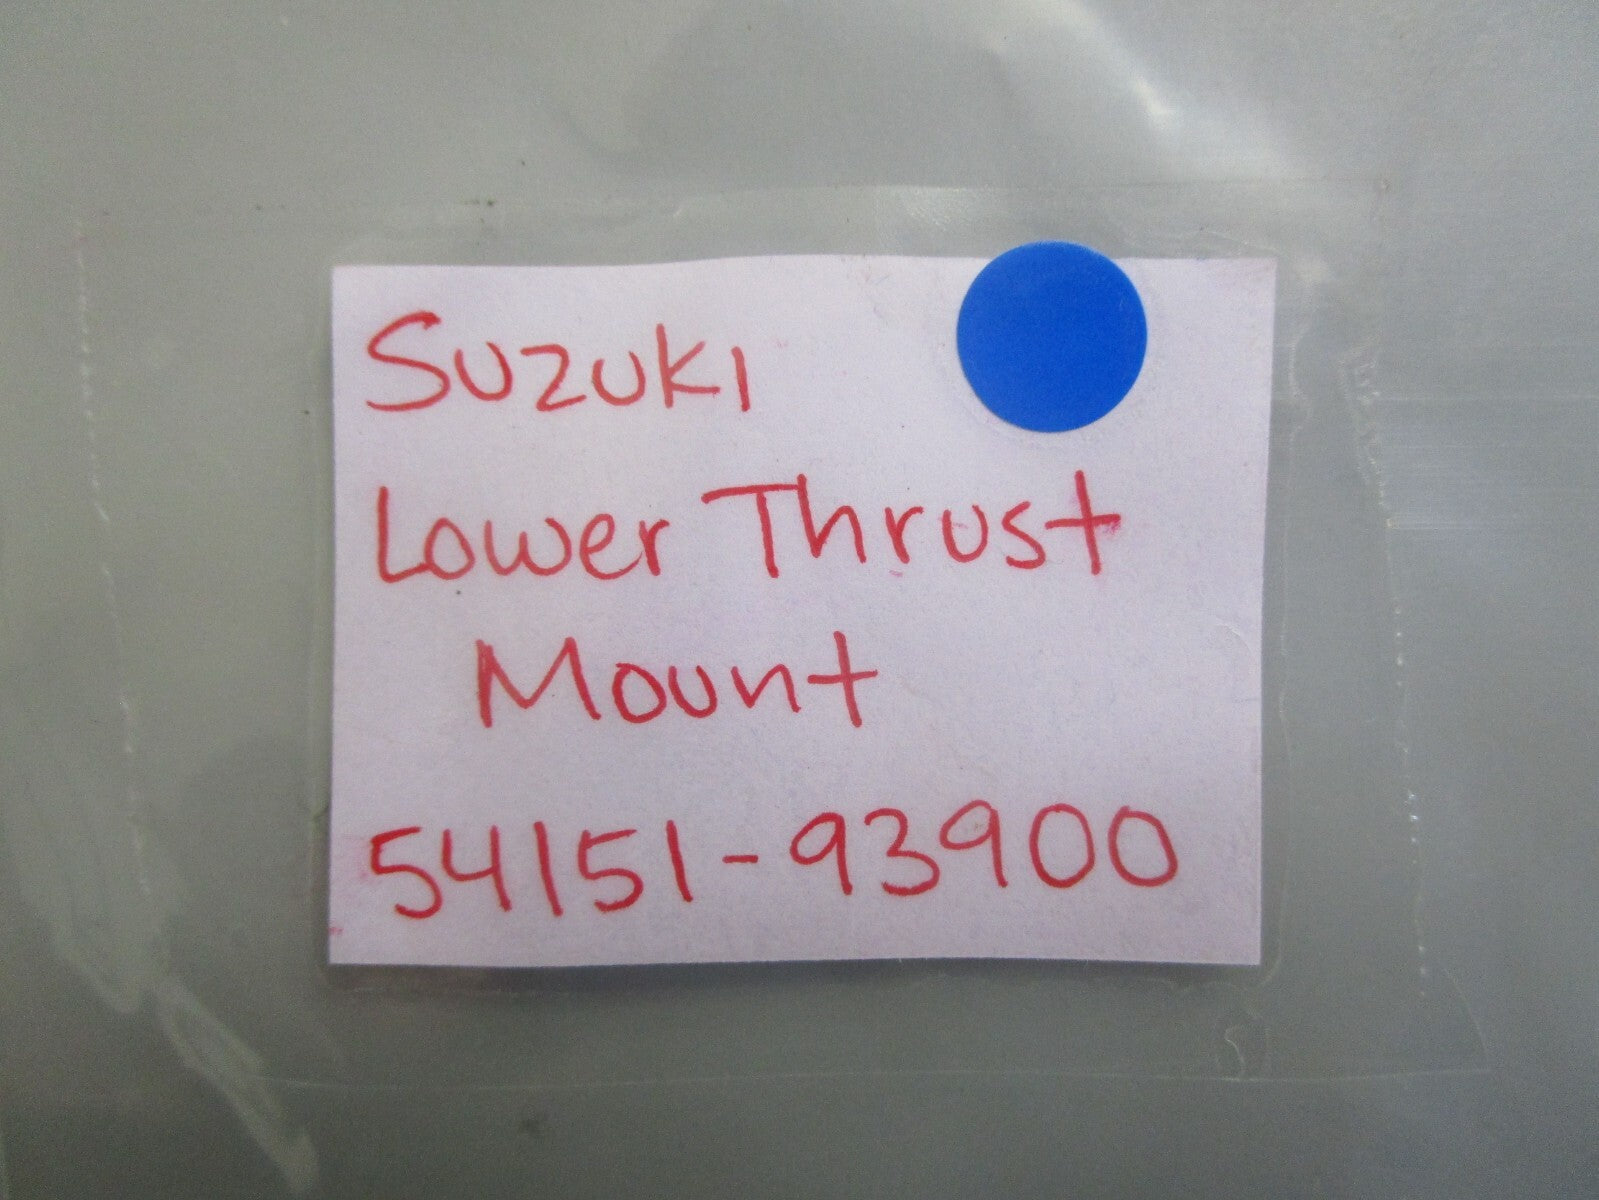 Suzuki
Lower Thrust
Mount
54151-93900